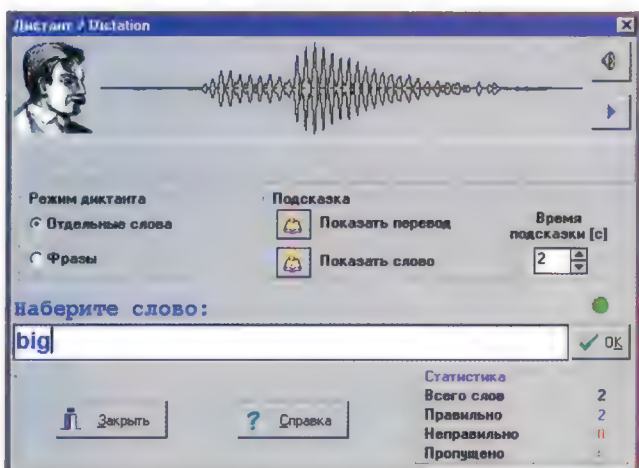 Диктант / Dictation
Режим диктанта
Отдельные слова
Фразы
Подсказка
Показать перевод
Показать слово
Время
подсказки [с]
2
Наберите слово:
big
OK
Закрыть
Справка
Статистика
Всего слов 2
Правильно 2
Неправильно 0
Пропущено